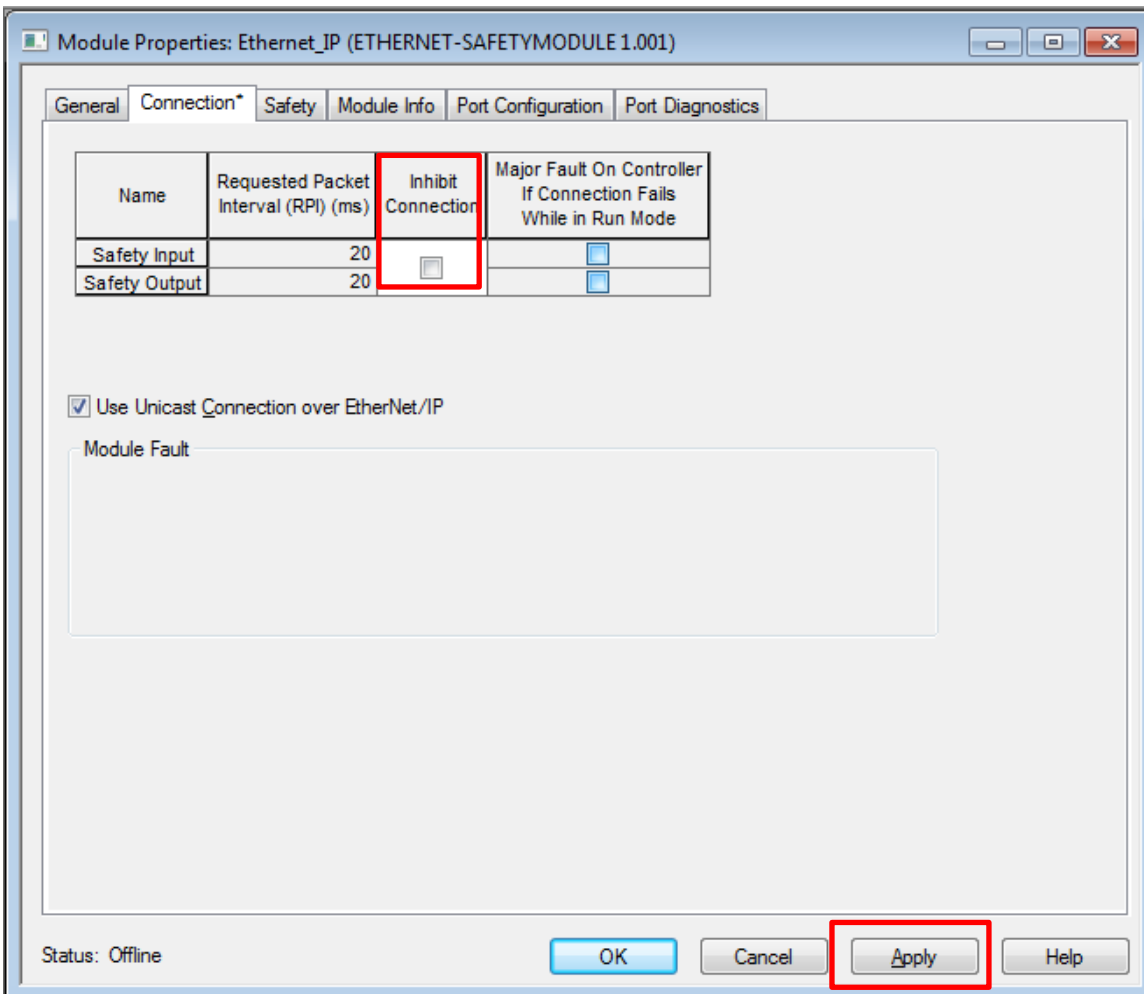 Module Properties: Ethernet_IP (ETHERNET-SAFETYMODULE 1.001)
General Connection* Safety Module Info Port Configuration Port Diagnostics
Name
Requested Packet
Interval (RPI) (ms)
Inhibit
Connection
Major Fault On Controller
If Connection Fails
While in Run Mode
Safety Input 20
Safety Output 20
Use Unicast Connection over EtherNet/IP
Module Fault
Status: Offline
OK Cancel Apply Help